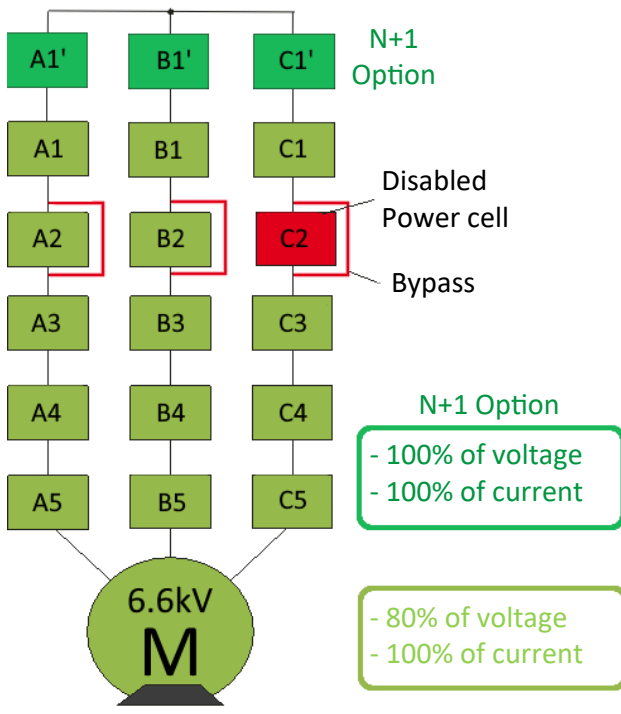 A1'
B1'
C1'
N+1
Option
A1
B1
C1
Disabled
Power cell
A2
B2
C2
Bypass
A3
B3
C3
A4
B4
C4
N+1 Option
- 100% of voltage
- 100% of current
A5
B5
C5
6.6kV
M
- 80% of voltage
- 100% of current